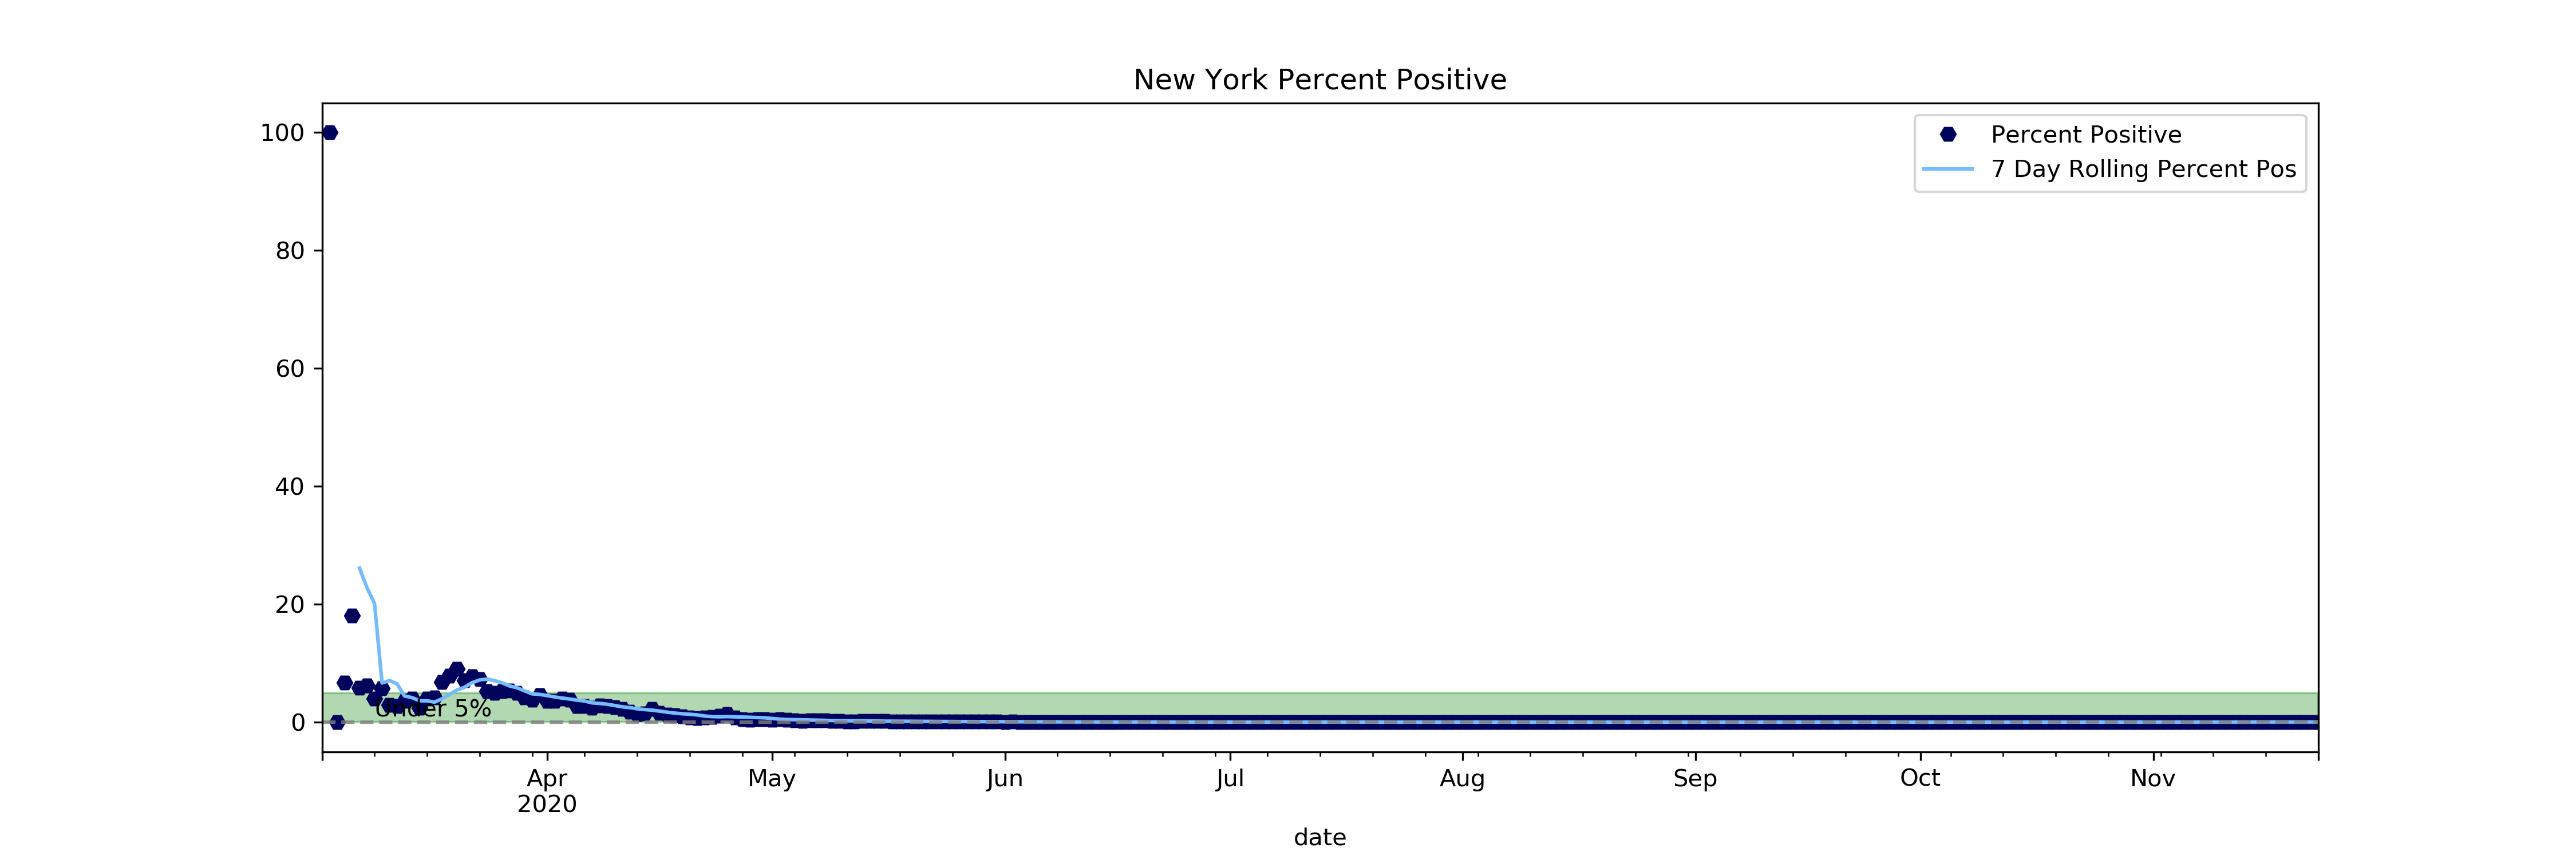 New York Percent Positive
Percent Positive
7 Day Rolling Percent Pos
100
80
60
40
20
0
Under 5%
Apr
2020
May
Jun
Jul
Aug
Sep
Oct
Nov
date